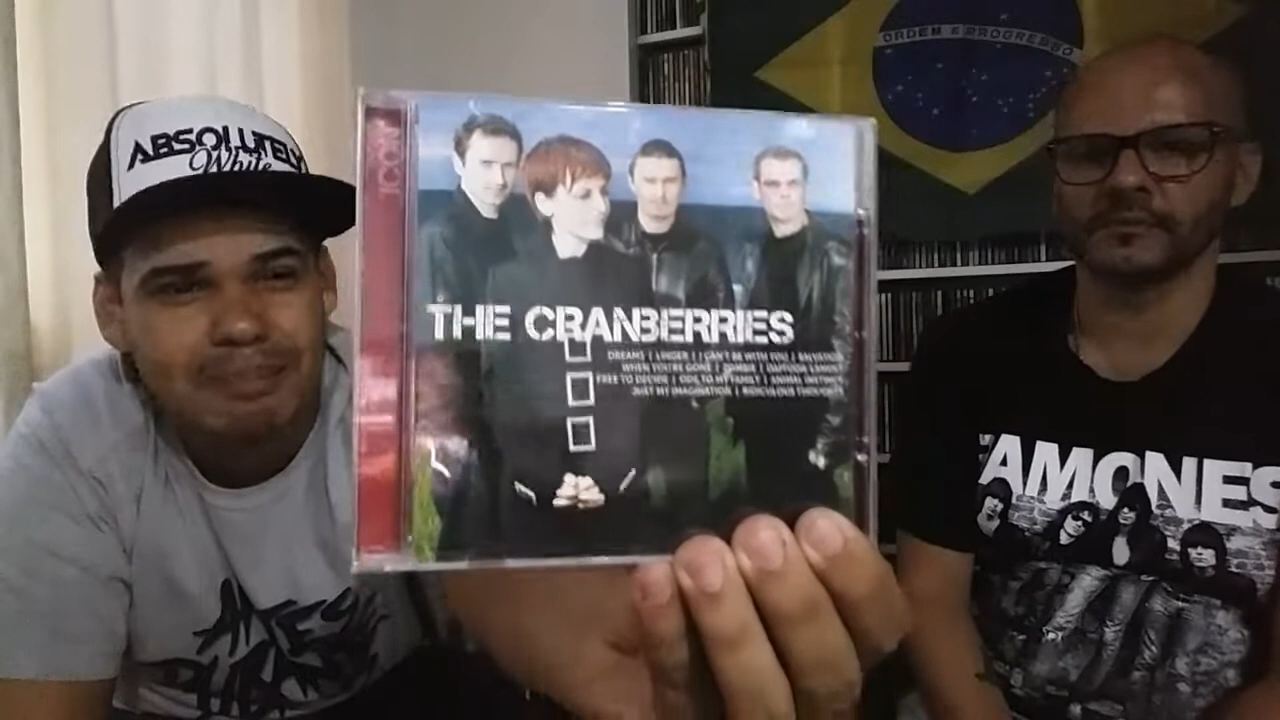 ORDEM E PROGRESSO
ABSOLUTELY
White
ICON
THE CRANBERRIES
DREAMS | LINGER | I CAN'T BE WITH YOU | SALVATION
WHEN YOU'RE GONE | ZOMBIE | DAFFODIL LAMENT
FREE TO DECIDE | ODE TO MY FAMILY | ANIMAL INSTINCT
JUST MY IMAGINATION | RIDICULOUS THOUGHTS
RAMONES